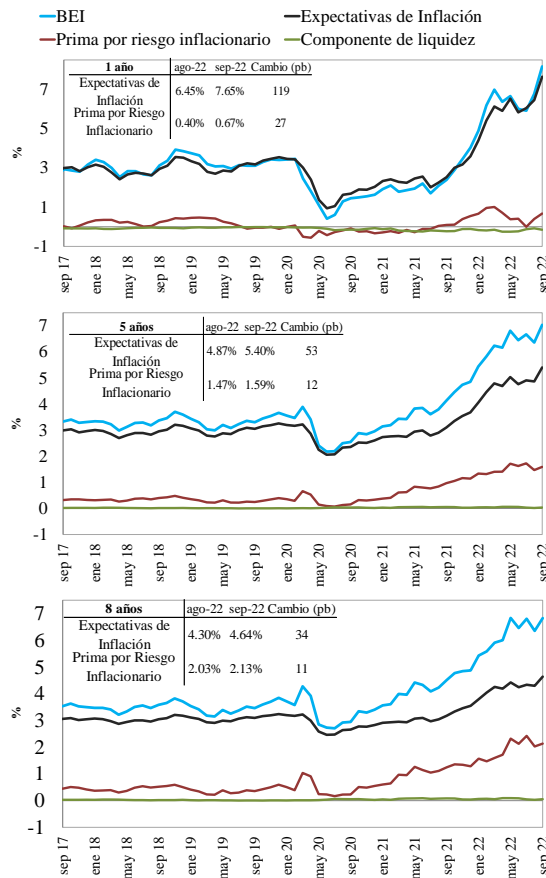 BEI
Expectativas de Inflación
Prima por riesgo inflacionario
Componente de liquidez
1 año ago-22 sep-22 Cambio (pb)
Expectativas de Inflación 6.45% 7.65% 119
Prima por Riesgo Inflacionario 0.40% 0.67% 27
7
5
3
1
-1
%
sep 17 ene 18 may 18 sep 18 ene 19 may 19 sep 19 ene 20 may 20 sep 20 ene 21 may 21 sep 21 ene 22 may 22 sep 22
5 años ago-22 sep-22 Cambio (pb)
Expectativas de Inflación 4.87% 5.40% 53
Prima por Riesgo Inflacionario 1.47% 1.59% 12
7
6
5
4
3
2
1
0
-1
%
sep 17 ene 18 may 18 sep 18 ene 19 may 19 sep 19 ene 20 may 20 sep 20 ene 21 may 21 sep 21 ene 22 may 22 sep 22
8 años ago-22 sep-22 Cambio (pb)
Expectativas de Inflación 4.30% 4.64% 34
Prima por Riesgo Inflacionario 2.03% 2.13% 11
7
6
5
4
3
2
1
0
-1
%
sep 17 ene 18 may 18 sep 18 ene 19 may 19 sep 19 ene 20 may 20 sep 20 ene 21 may 21 sep 21 ene 22 may 22 sep 22